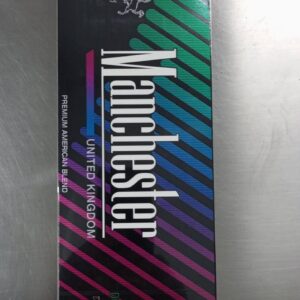 Manchester
UNITED KINGDOM
PREMIUM AMERICAN BLEND